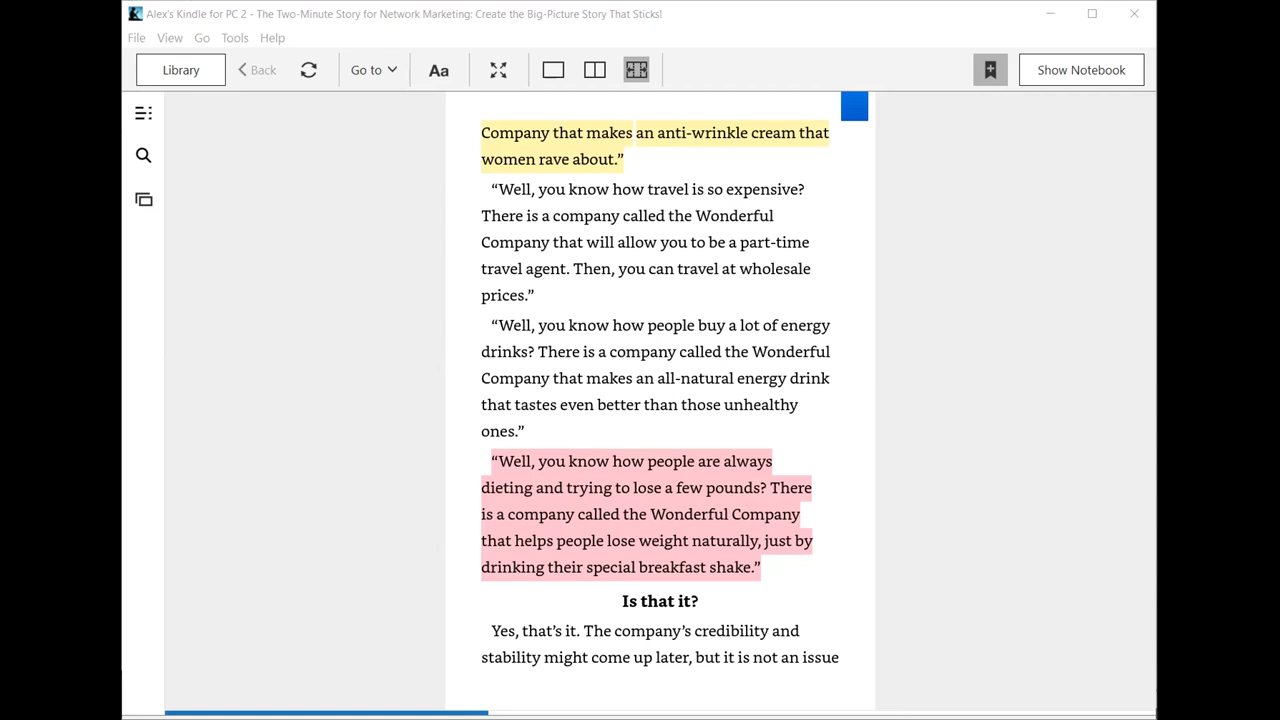 Alex's Kindle for PC 2 - The Two-Minute Story for Network Marketing: Create the Big-Picture Story That Sticks!
File View Go Tools Help
Library Back Go to Aa Show Notebook
Company that makes an anti-wrinkle cream that
women rave about.”
“Well, you know how travel is so expensive?
There is a company called the Wonderful
Company that will allow you to be a part-time
travel agent. Then, you can travel at wholesale
prices.”
“Well, you know how people buy a lot of energy
drinks? There is a company called the Wonderful
Company that makes an all-natural energy drink
that tastes even better than those unhealthy
ones.”
“Well, you know how people are always
dieting and trying to lose a few pounds? There
is a company called the Wonderful Company
that helps people lose weight naturally, just by
drinking their special breakfast shake.”
Is that it?
Yes, that’s it. The company’s credibility and
stability might come up later, but it is not an issue